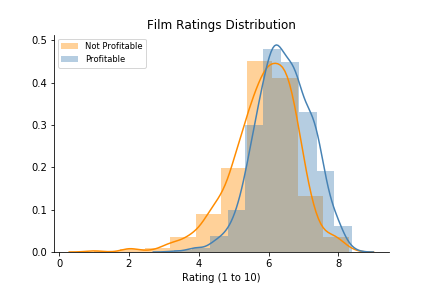 Film Ratings Distribution
Not Profitable
Profitable
0.5
0.4
0.3
0.2
0.1
0.0
0 2 4 6 8
Rating (1 to 10)